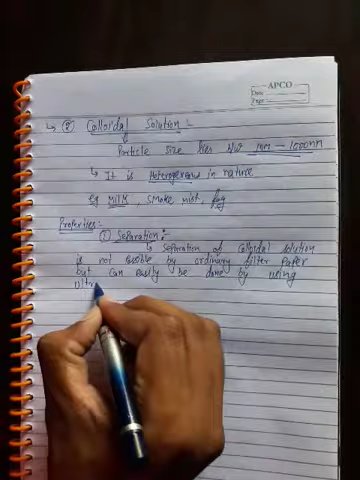 APCO
Date
Page
↳ (2) Colloidal Solution :-
Particle Size lies b/w 1nm - 1000nm
↳ It is Heterogenous in nature
Eg Milk, smoke mist, fog
Properties:-
① Separation :-
↳ Separation of Colloidal solution
is not possible by ordinary filter paper
but can easily be done by using
Ultra